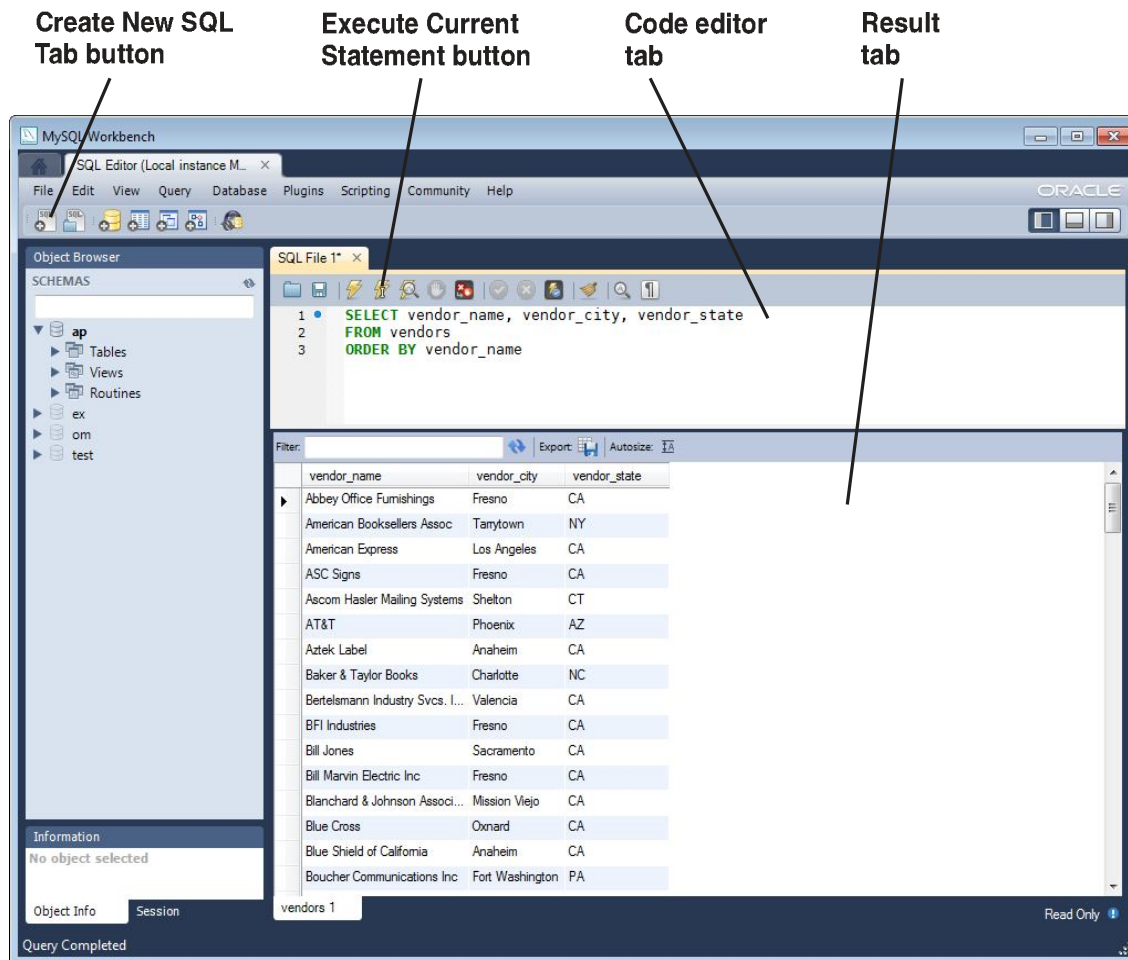 Create New SQL
Tab button
Execute Current
Statement button
Code editor
tab
Result
tab
MySQL Workbench
SQL Editor (Local instance M...
File Edit View Query Database Plugins Scripting Community Help
ORACLE
Object Browser
SCHEMAS
ap
Tables
Views
Routines
ex
om
test
SQL File 1*
1 SELECT vendor_name, vendor_city, vendor_state
2 FROM vendors
3 ORDER BY vendor_name
Filter: Export: Autosize:
vendor_name vendor_city vendor_state
Abbey Office Furnishings Fresno CA
American Booksellers Assoc Tarrytown NY
American Express Los Angeles CA
ASC Signs Fresno CA
Ascom Hasler Mailing Systems Shelton CT
AT&T Phoenix AZ
Aztek Label Anaheim CA
Baker & Taylor Books Charlotte NC
Bertelsmann Industry Svcs. I... Valencia CA
BFI Industries Fresno CA
Bill Jones Sacramento CA
Bill Marvin Electric Inc Fresno CA
Blanchard & Johnson Associ... Mission Viejo CA
Blue Cross Oxnard CA
Blue Shield of California Anaheim CA
Boucher Communications Inc Fort Washington PA
Information
No object selected
Object Info Session
vendors 1
Read Only
Query Completed